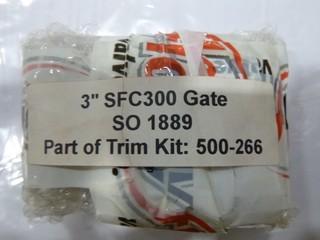 3" SFC300 Gate
SO 1889
Part of Trim Kit: 500-266